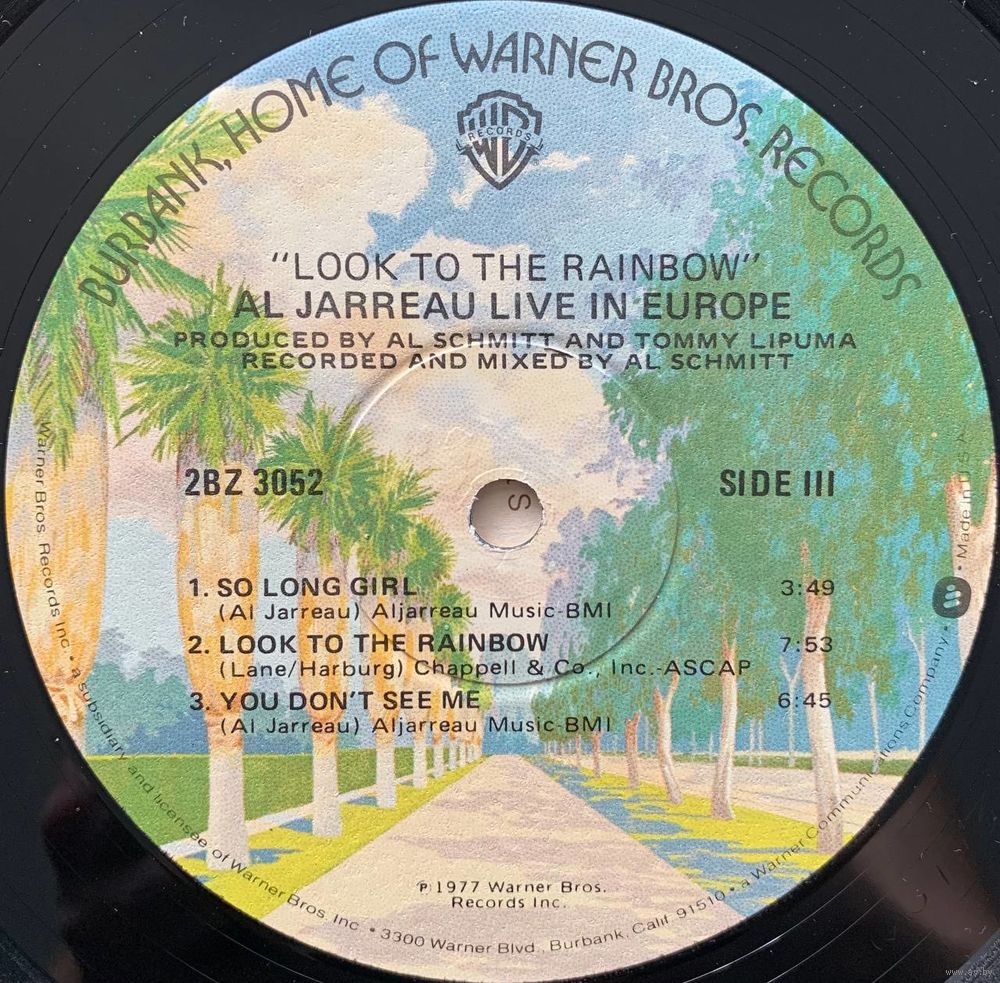 BURBANK, HOME OF WARNER BROS. RECORDS
W RECORDS
"LOOK TO THE RAINBOW"
AL JARREAU LIVE IN EUROPE
PRODUCED BY AL SCHMITT AND TOMMY LIPUMA
RECORDED AND MIXED BY AL SCHMITT
2BZ 3052
SIDE III
S
1. SO LONG GIRL 3:49
(Al Jarreau) Aljarreau Music-BMI
2. LOOK TO THE RAINBOW 7:53
(Lane/Harburg) Chappell & Co., Inc.-ASCAP
3. YOU DON'T SEE ME 6:45
(Al Jarreau) Aljarreau Music-BMI
℗ 1977 Warner Bros.
Records Inc.
Warner Bros. Records Inc. • a subsidiary and licensee of Warner Bros. Inc. • 3300 Warner Blvd., Burbank, Calif. 91510 • a Warner Communications Company • Made in U.S.A.